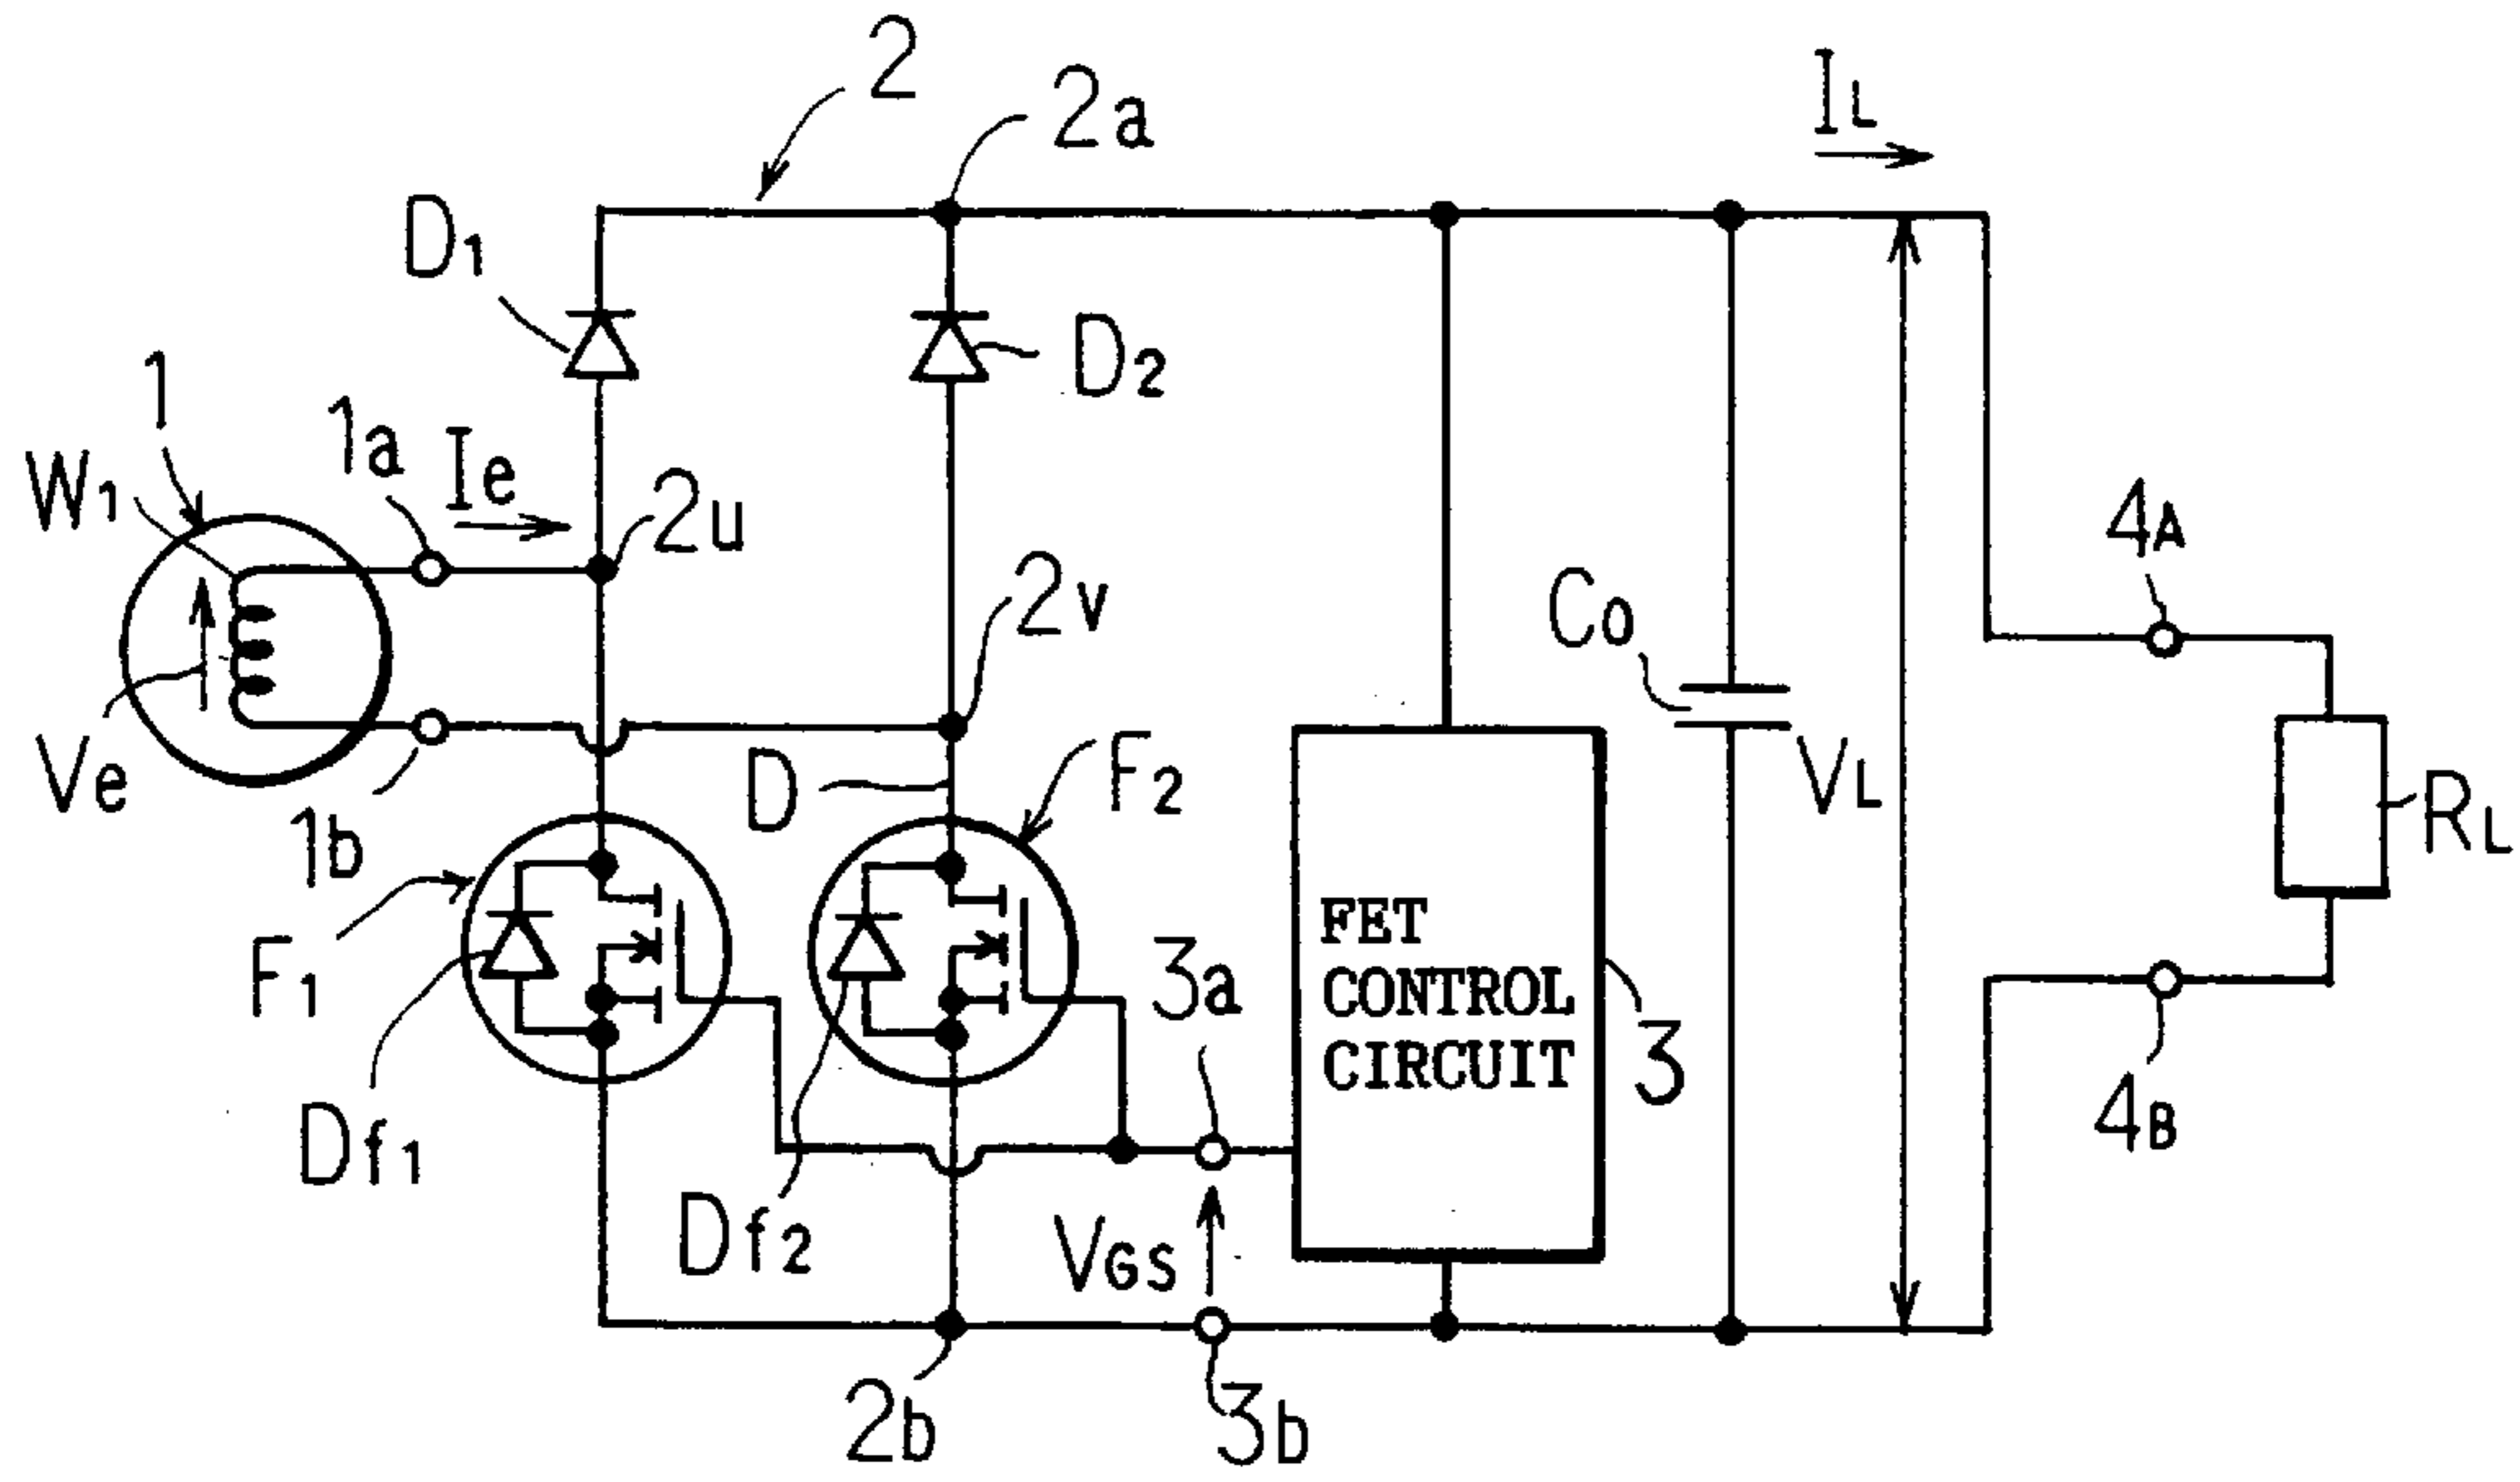 2
2a
IL
D1
D2
1
1a
Ie
W1
2u
4A
2v
Co
Ve
D
F2
VL
RL
1b
F1
FET
CONTROL
CIRCUIT
3a
3
Df1
4B
Df2
VGS
2b
3b